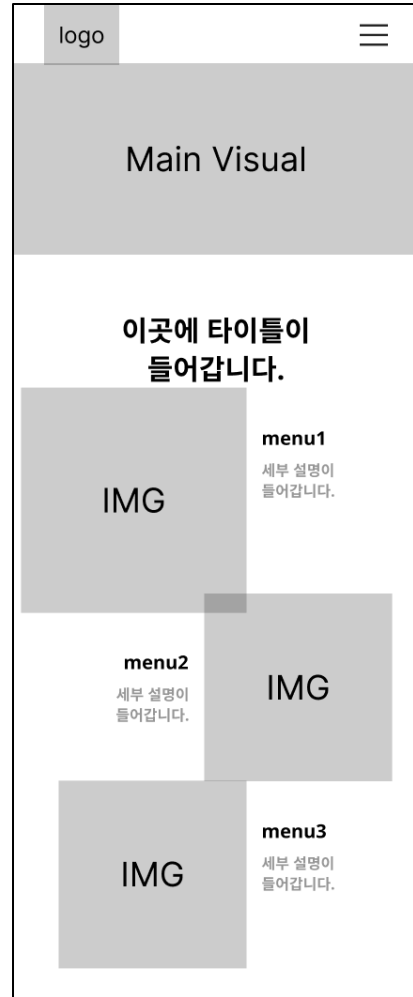 logo
Main Visual
이곳에 타이틀이
들어갑니다.
IMG
menu1
세부 설명이
들어갑니다.
menu2
세부 설명이
들어갑니다.
IMG
IMG
menu3
세부 설명이
들어갑니다.